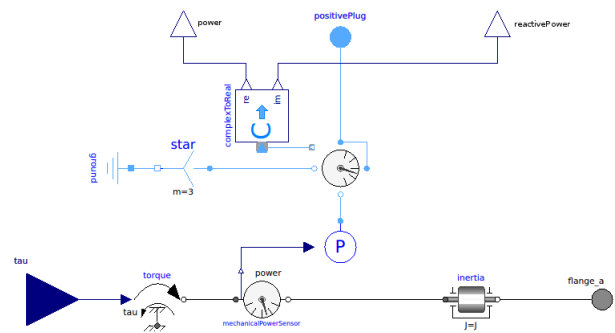 positivePlug
power
reactivePower
complexToReal
re
im
C
star
ground
m=3
tau
P
torque
power
inertia
flange_a
tau
mechanicalPowerSensor
J=J